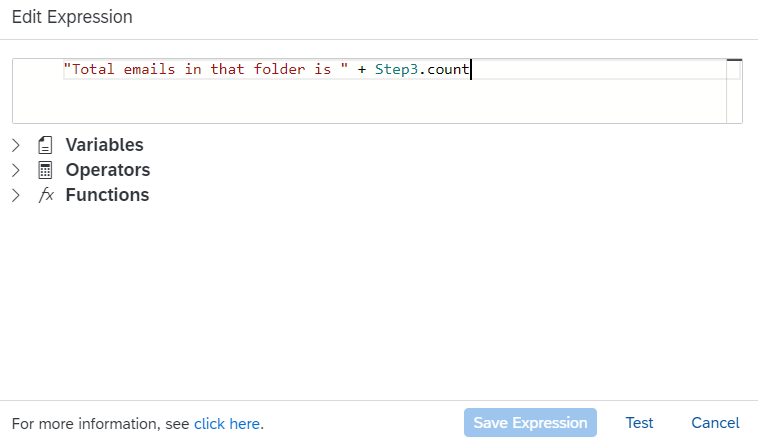 Edit Expression
"Total emails in that folder is " + Step3.count
Variables
Operators
fx Functions
For more information, see click here.
Save Expression
Test
Cancel